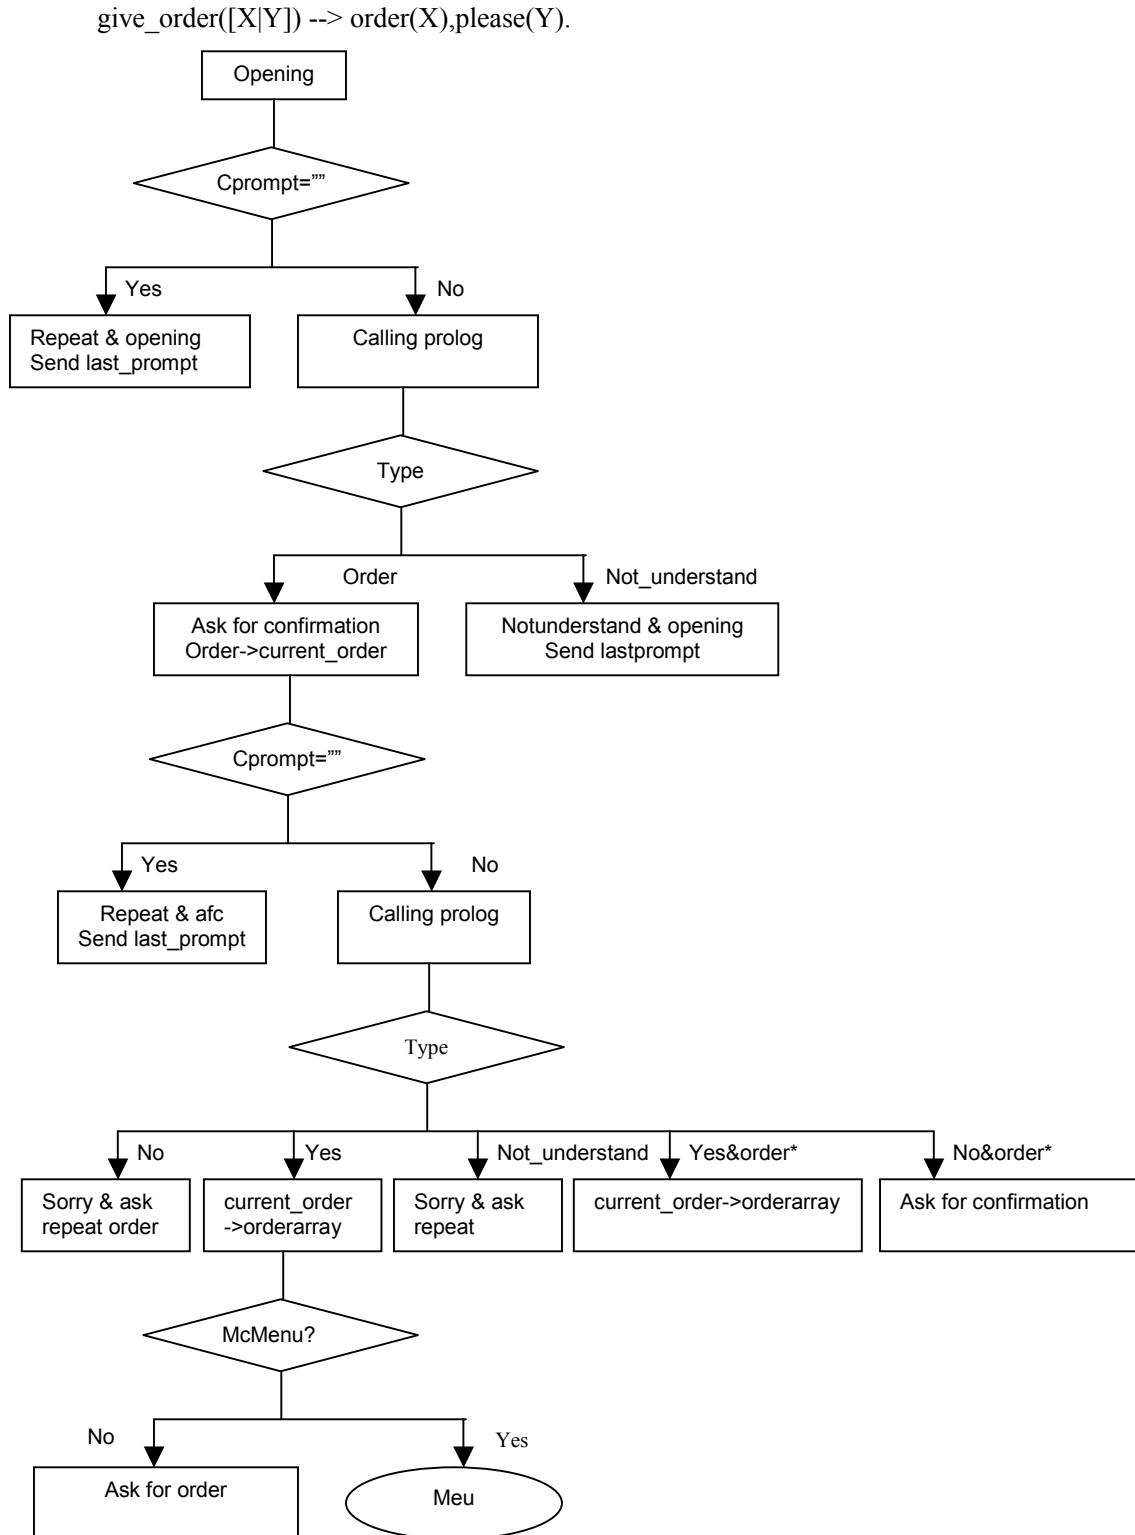 give_order([X|Y]) --> order(X),please(Y).
Opening
Cprompt=””
Yes
No
Repeat & opening
Send last_prompt
Calling prolog
Type
Order
Not_understand
Ask for confirmation
Order->current_order
Notunderstand & opening
Send lastprompt
Cprompt=””
Yes
No
Repeat & afc
Send last_prompt
Calling prolog
Type
No
Yes
Not_understand
Yes&order*
No&order*
Sorry & ask
repeat order
current_order
->orderarray
Sorry & ask
repeat
current_order->orderarray
Ask for confirmation
McMenu?
No
Yes
Ask for order
Meu